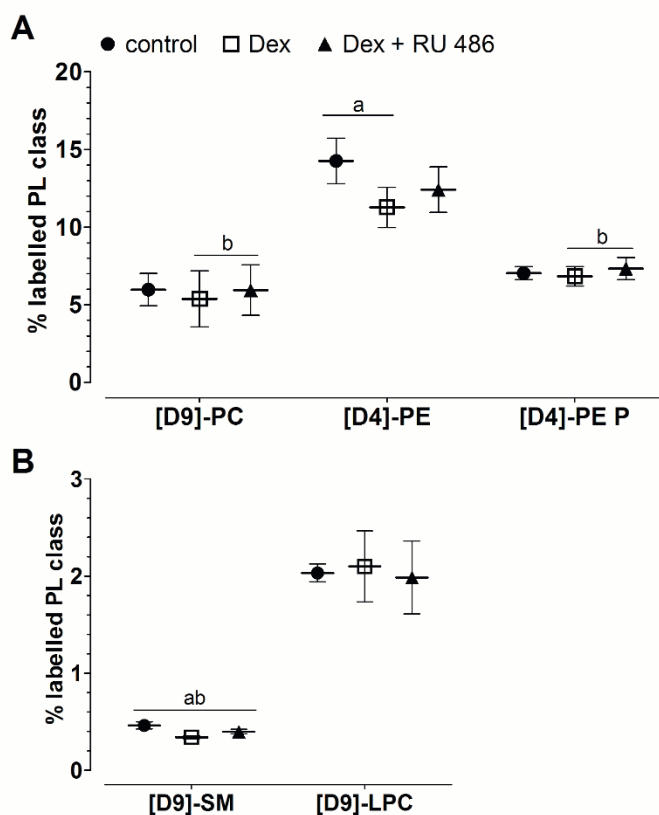 A
● control □ Dex ▲ Dex + RU 486
% labelled PL class
20
15
10
5
0
a
b
b
[D9]-PC [D4]-PE [D4]-PE P
B
% labelled PL class
3
2
1
0
ab
[D9]-SM [D9]-LPC